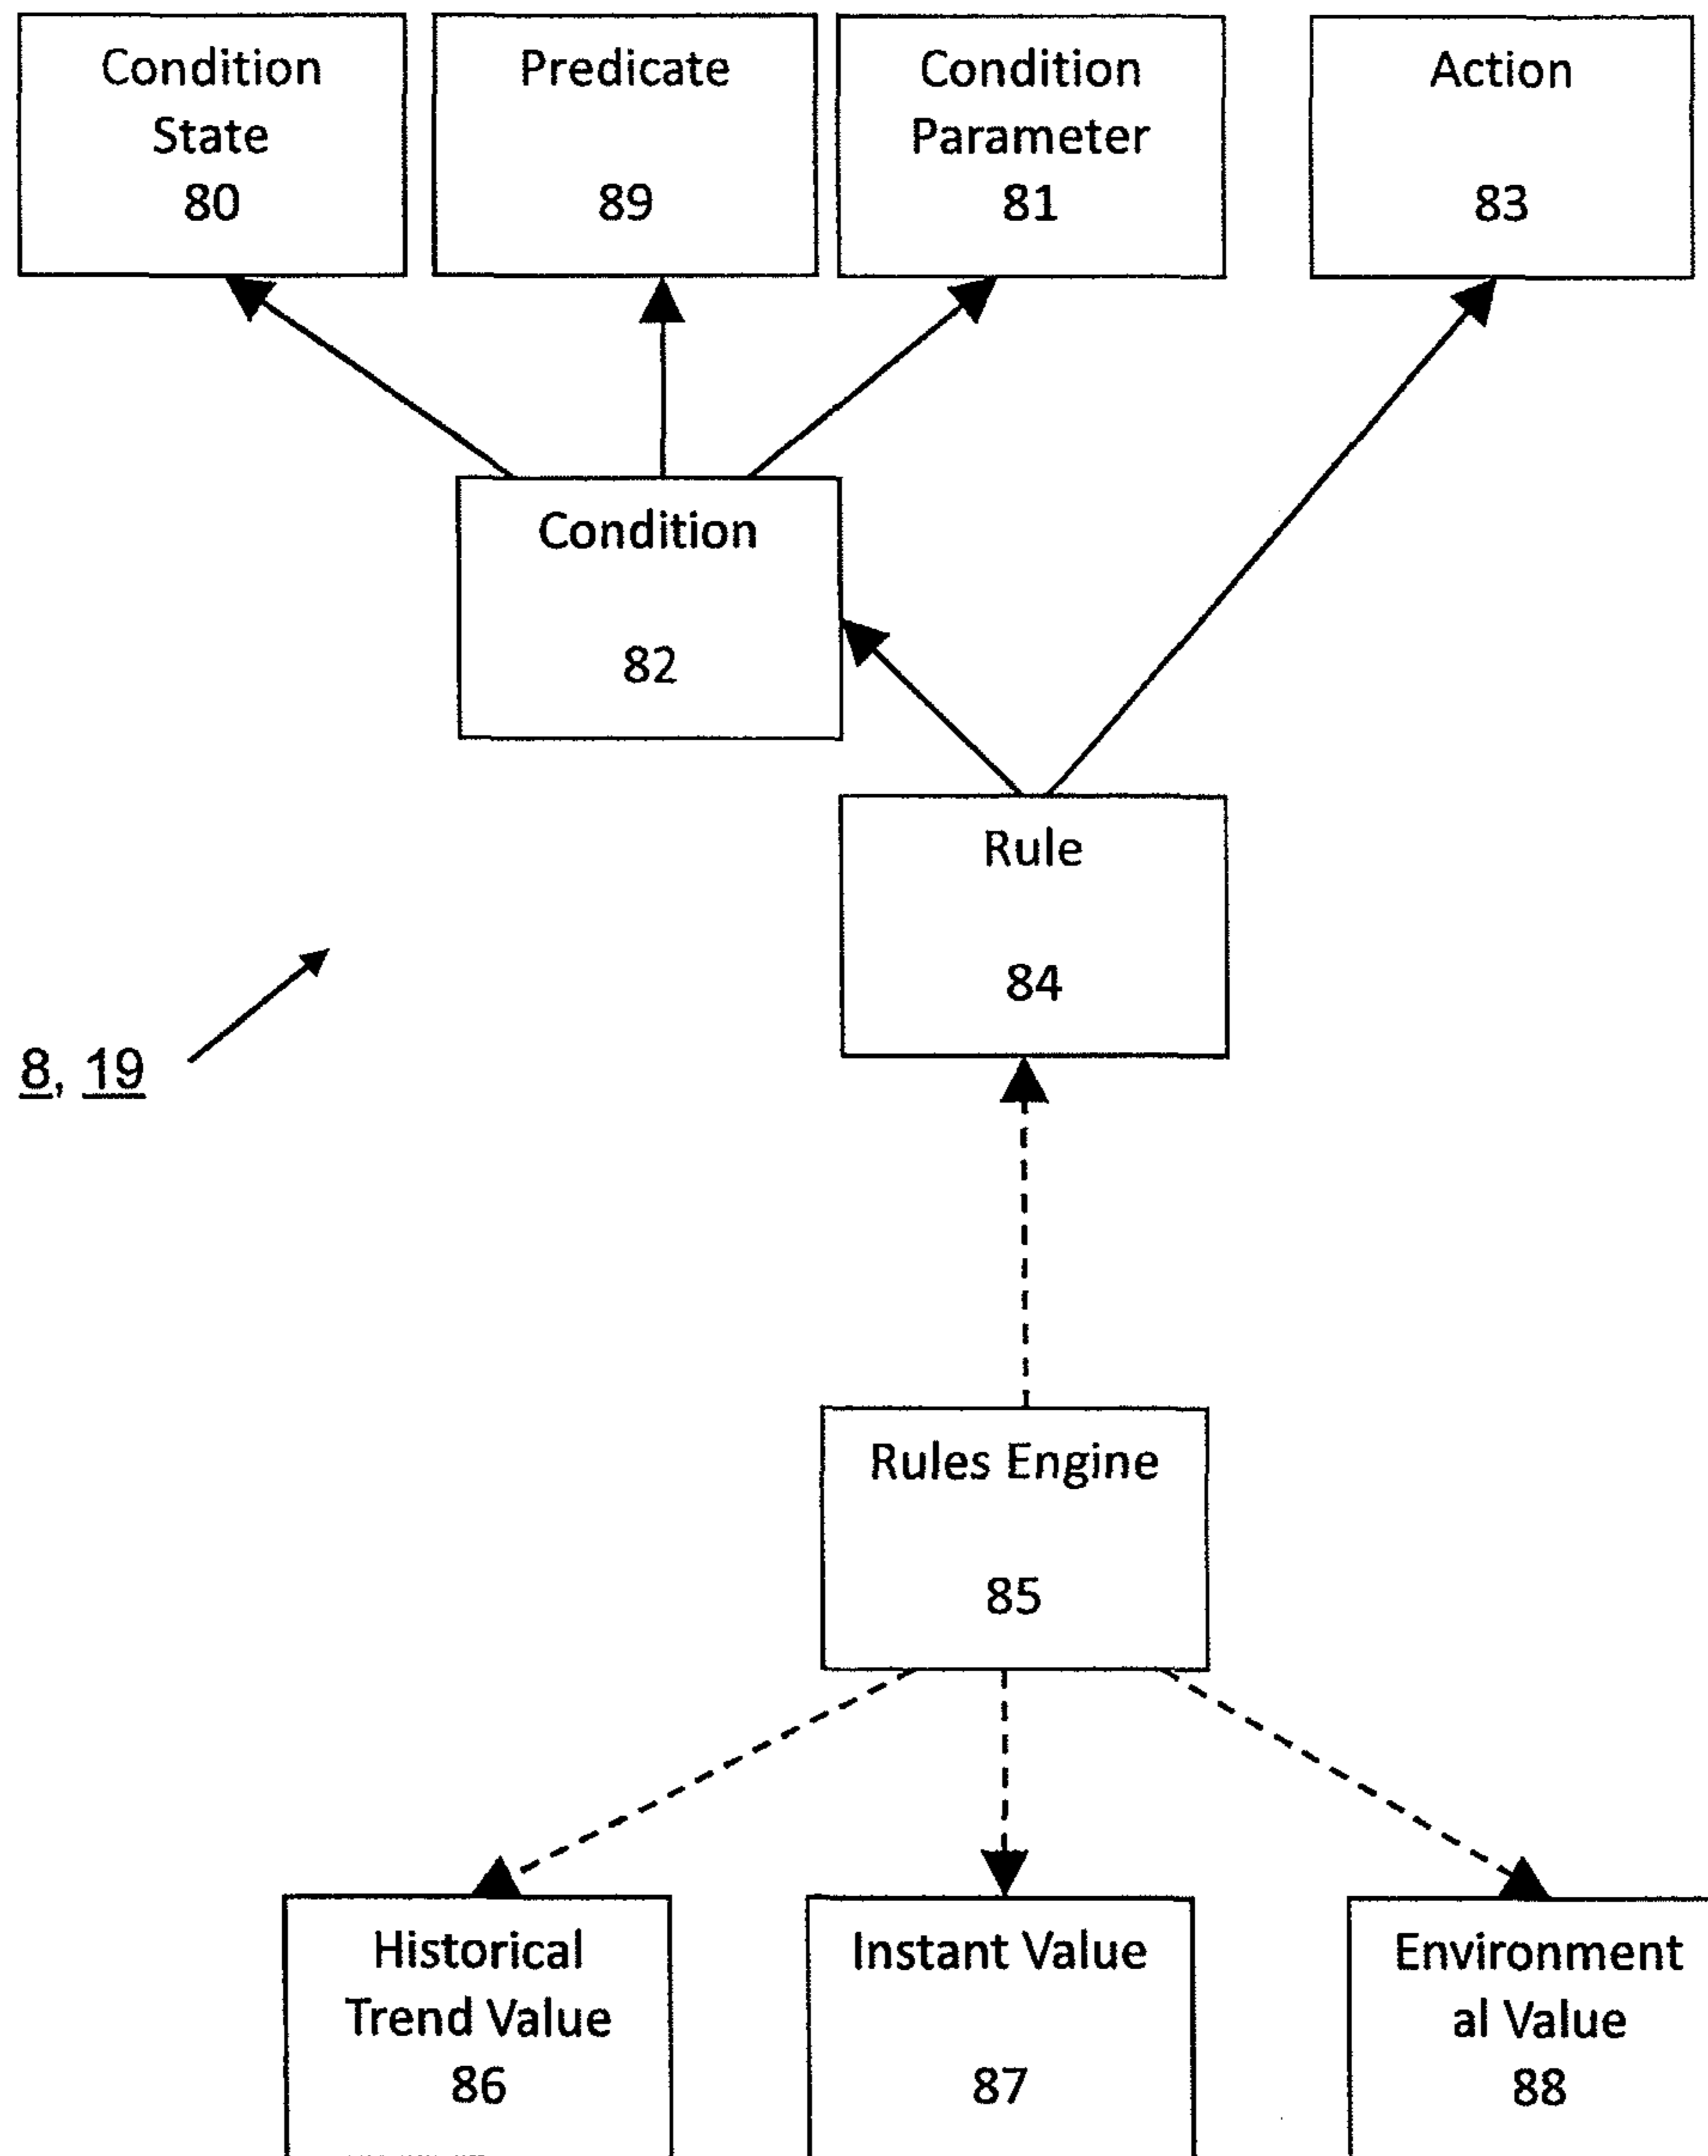 Condition
State
80
Predicate
89
Condition
Parameter
81
Action
83
Condition
82
Rule
84
8, 19
Rules Engine
85
Historical
Trend Value
86
Instant Value
87
Environment
al Value
88